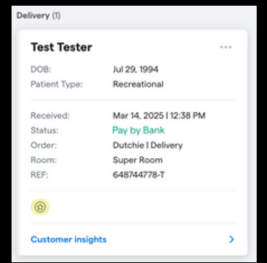 Delivery (1)
Test Tester
DOB: Jul 29, 1994
Patient Type: Recreational
Received: Mar 14, 2025 | 12:38 PM
Status: Pay by Bank
Order: Dutchie | Delivery
Room: Super Room
REF: 648744778-T
Customer insights